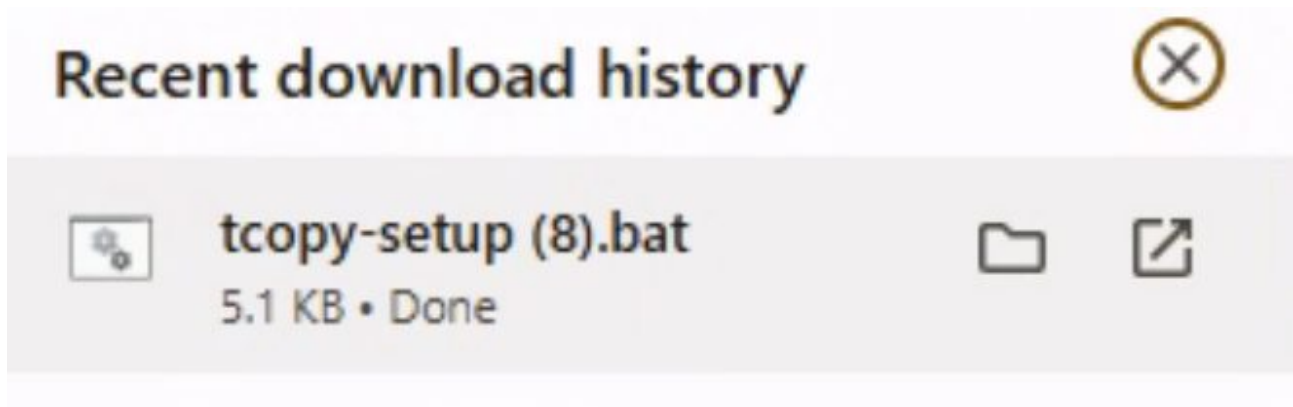 Recent download history
tcopy-setup (8).bat
5.1 KB • Done